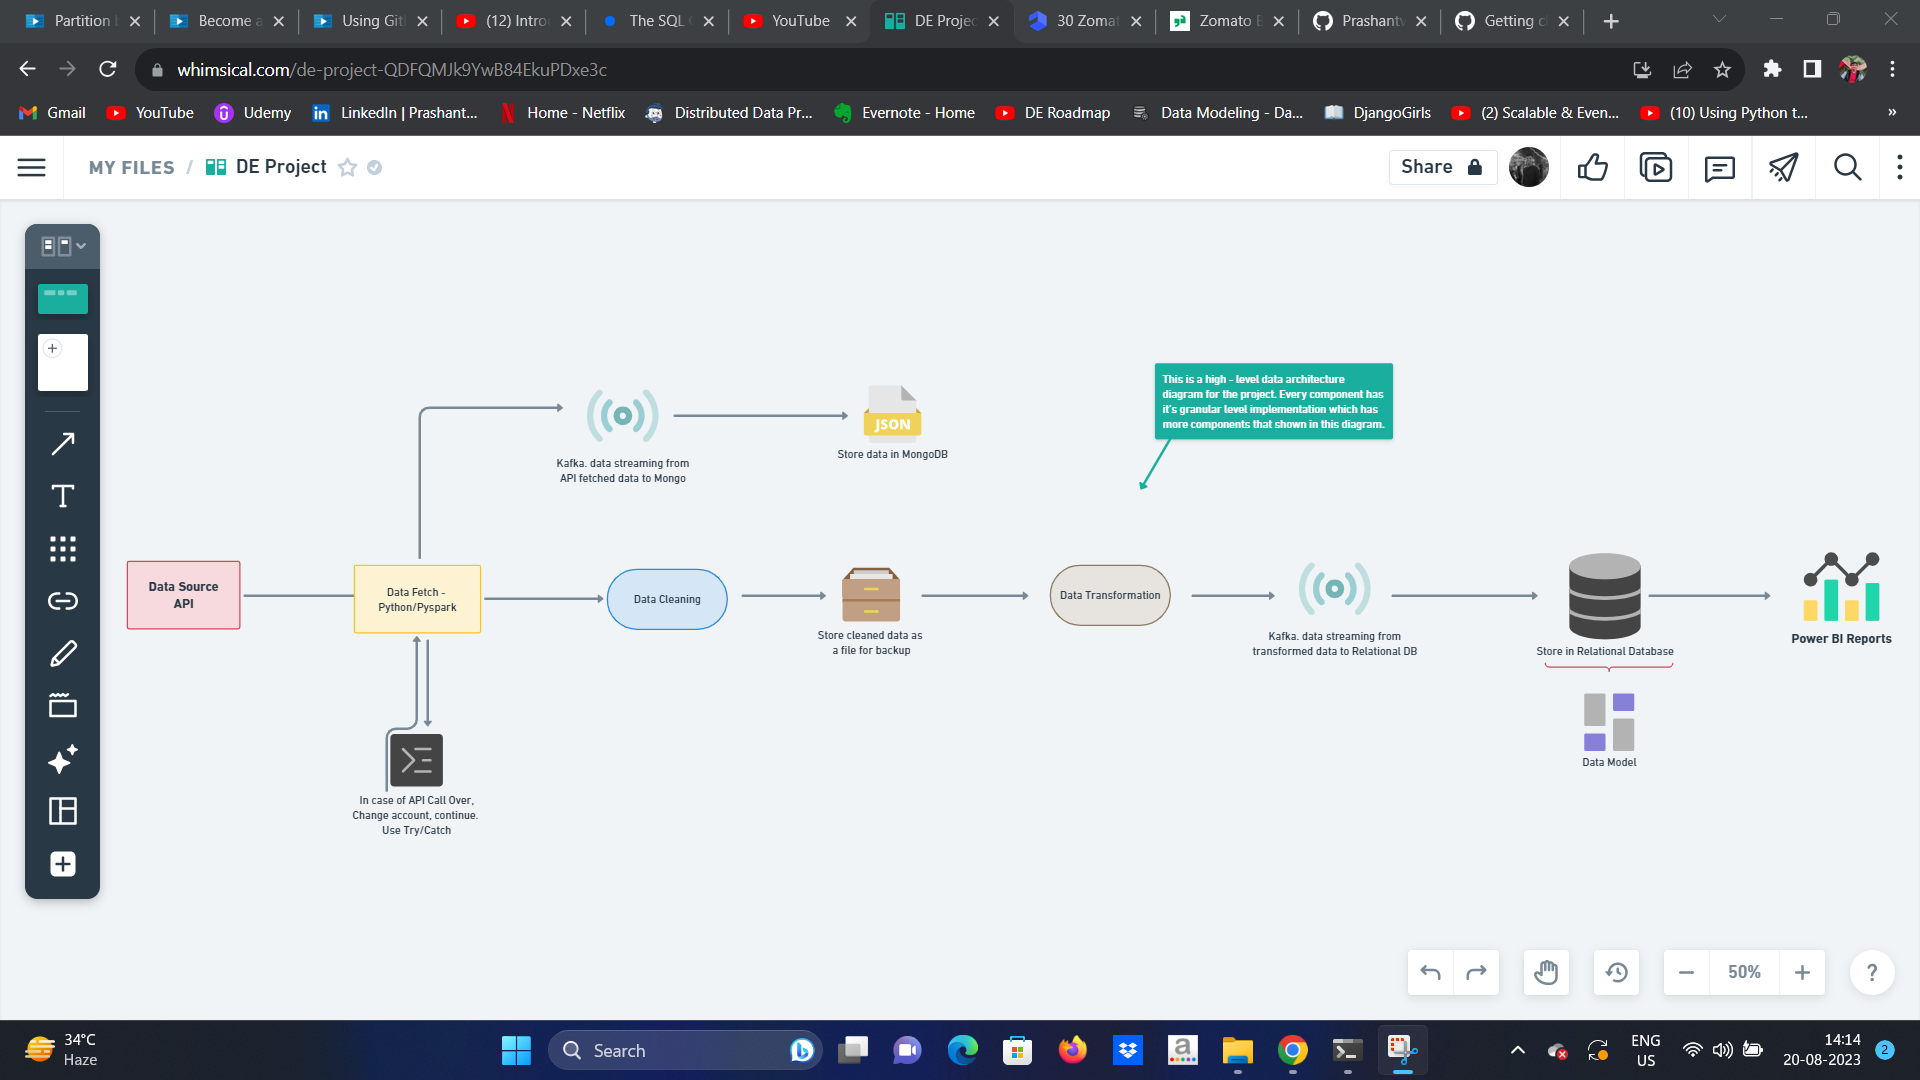 Partition b
Become a
Using Git
(12) Intro
The SQL
YouTube
DE Projec
30 Zomat
Zomato
Prashantv
Getting
whimsical.com/de-project-QDFQMJk9YwB84EkuPDxe3c
Gmail
YouTube
Udemy
LinkedIn | Prashant...
Home - Netflix
Distributed Data Pr...
Evernote - Home
DE Roadmap
Data Modeling - Da...
DjangoGirls
(2) Scalable & Even...
(10) Using Python t...
»
MY FILES / DE Project
Share
This is a high - level data architecture
diagram for the project. Every component has
it's granular level implementation which has
more components that shown in this diagram.
JSON
Store data in MongoDB
Kafka. data streaming from
API fetched data to Mongo
Data Source
API
Data Fetch -
Python/Pyspark
Data Cleaning
Store cleaned data as
a file for backup
Data Transformation
Kafka. data streaming from
transformed data to Relational DB
Store in Relational Database
Power BI Reports
Data Model
In case of API Call Over,
Change account, continue.
Use Try/Catch
50%
?
34°C
Haze
Search
a
ENG
US
14:14
20-08-2023
2